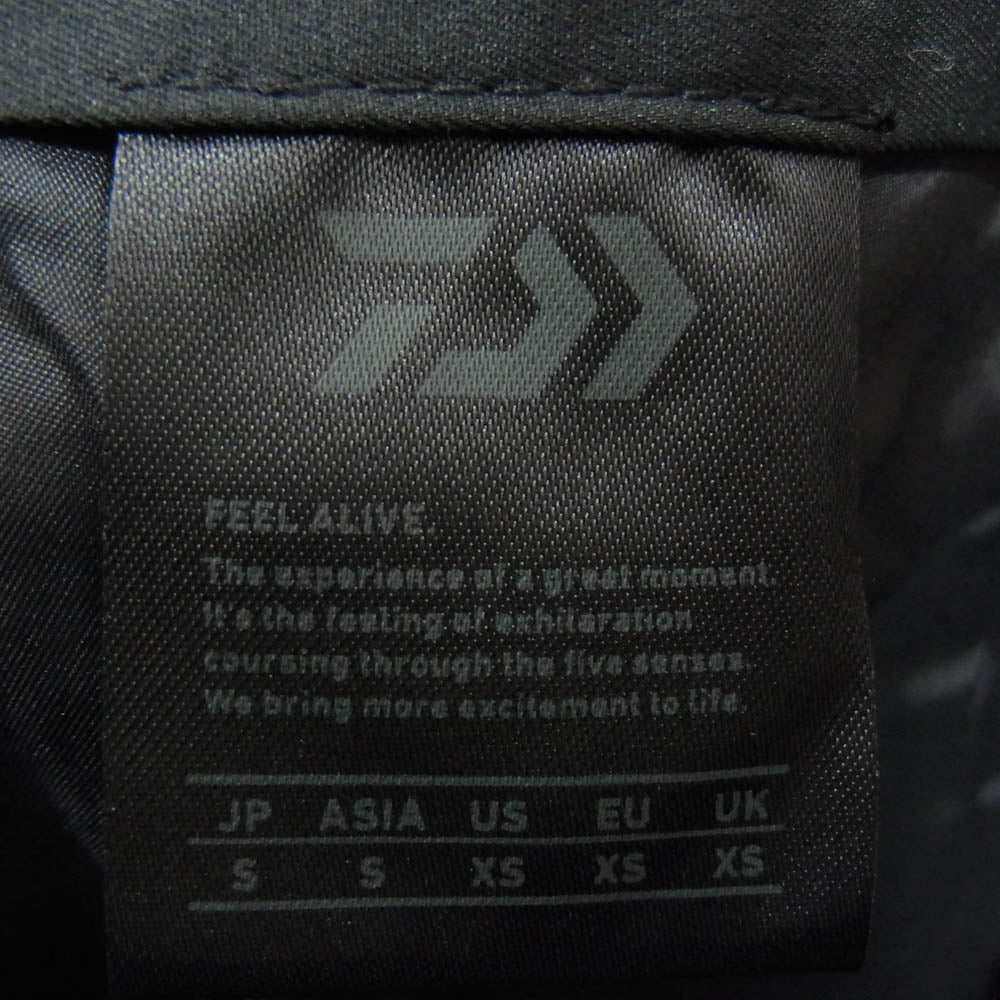 FEEL ALIVE.
The experience of a great moment.
It's the feeling of exhilaration
coursing through the five senses.
We bring more excitement to life.
JP ASIA US EU UK
S S XS XS XS